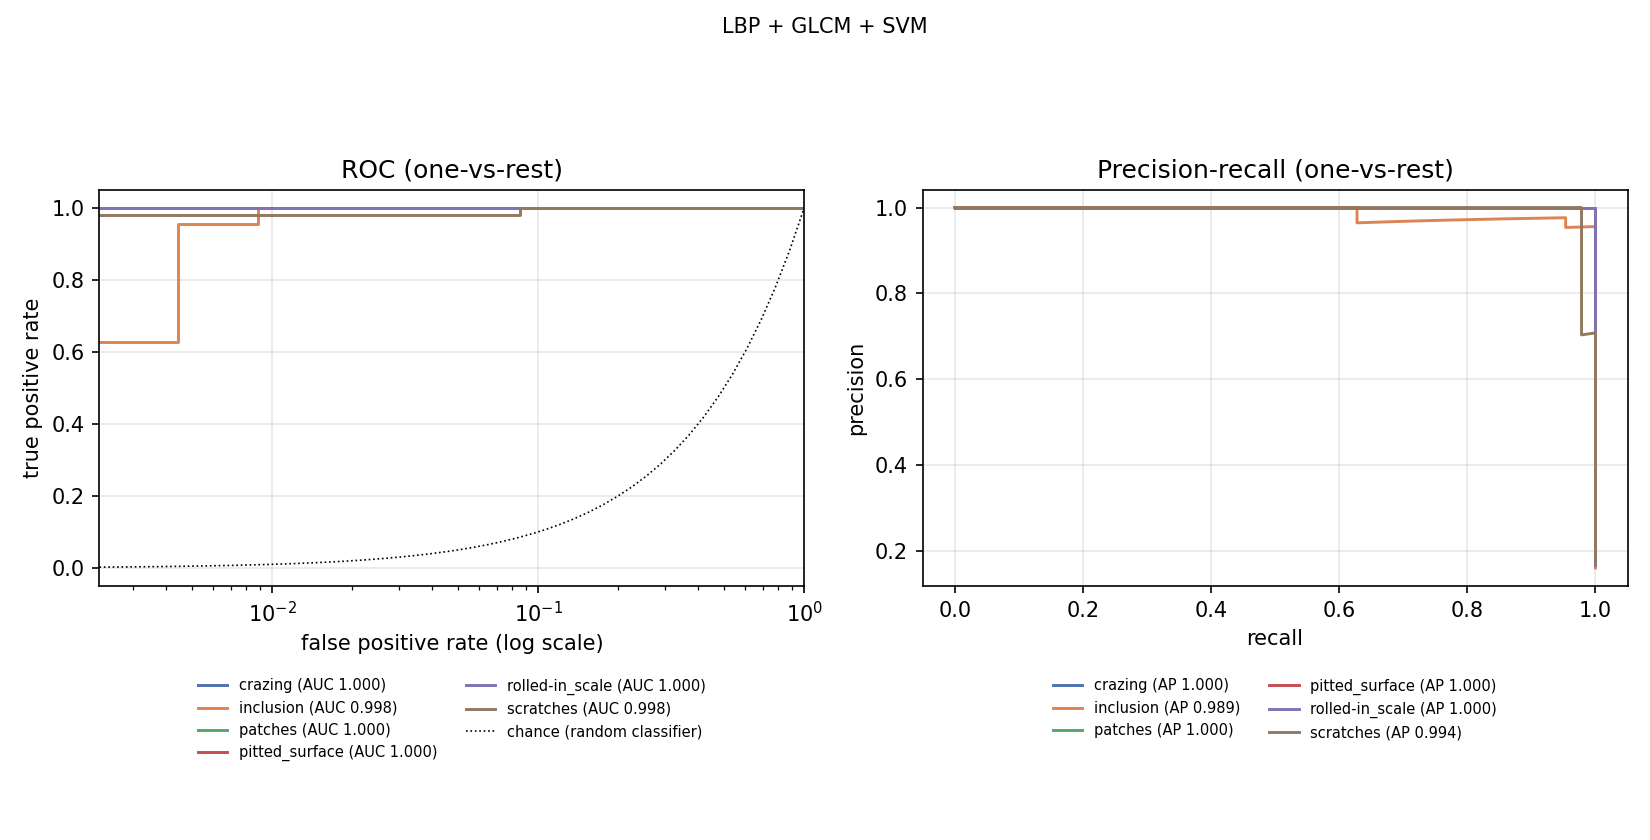 LBP + GLCM + SVM
ROC (one-vs-rest)
1.0
0.8
0.6
0.4
0.2
0.0
true positive rate
10⁻²
10⁻¹
10⁰
false positive rate (log scale)
crazing (AUC 1.000)
inclusion (AUC 0.998)
patches (AUC 1.000)
pitted_surface (AUC 1.000)
rolled-in_scale (AUC 1.000)
scratches (AUC 0.998)
chance (random classifier)
Precision-recall (one-vs-rest)
1.0
0.8
0.6
0.4
0.2
precision
0.0
0.2
0.4
0.6
0.8
1.0
recall
crazing (AP 1.000)
inclusion (AP 0.989)
patches (AP 1.000)
pitted_surface (AP 1.000)
rolled-in_scale (AP 1.000)
scratches (AP 0.994)